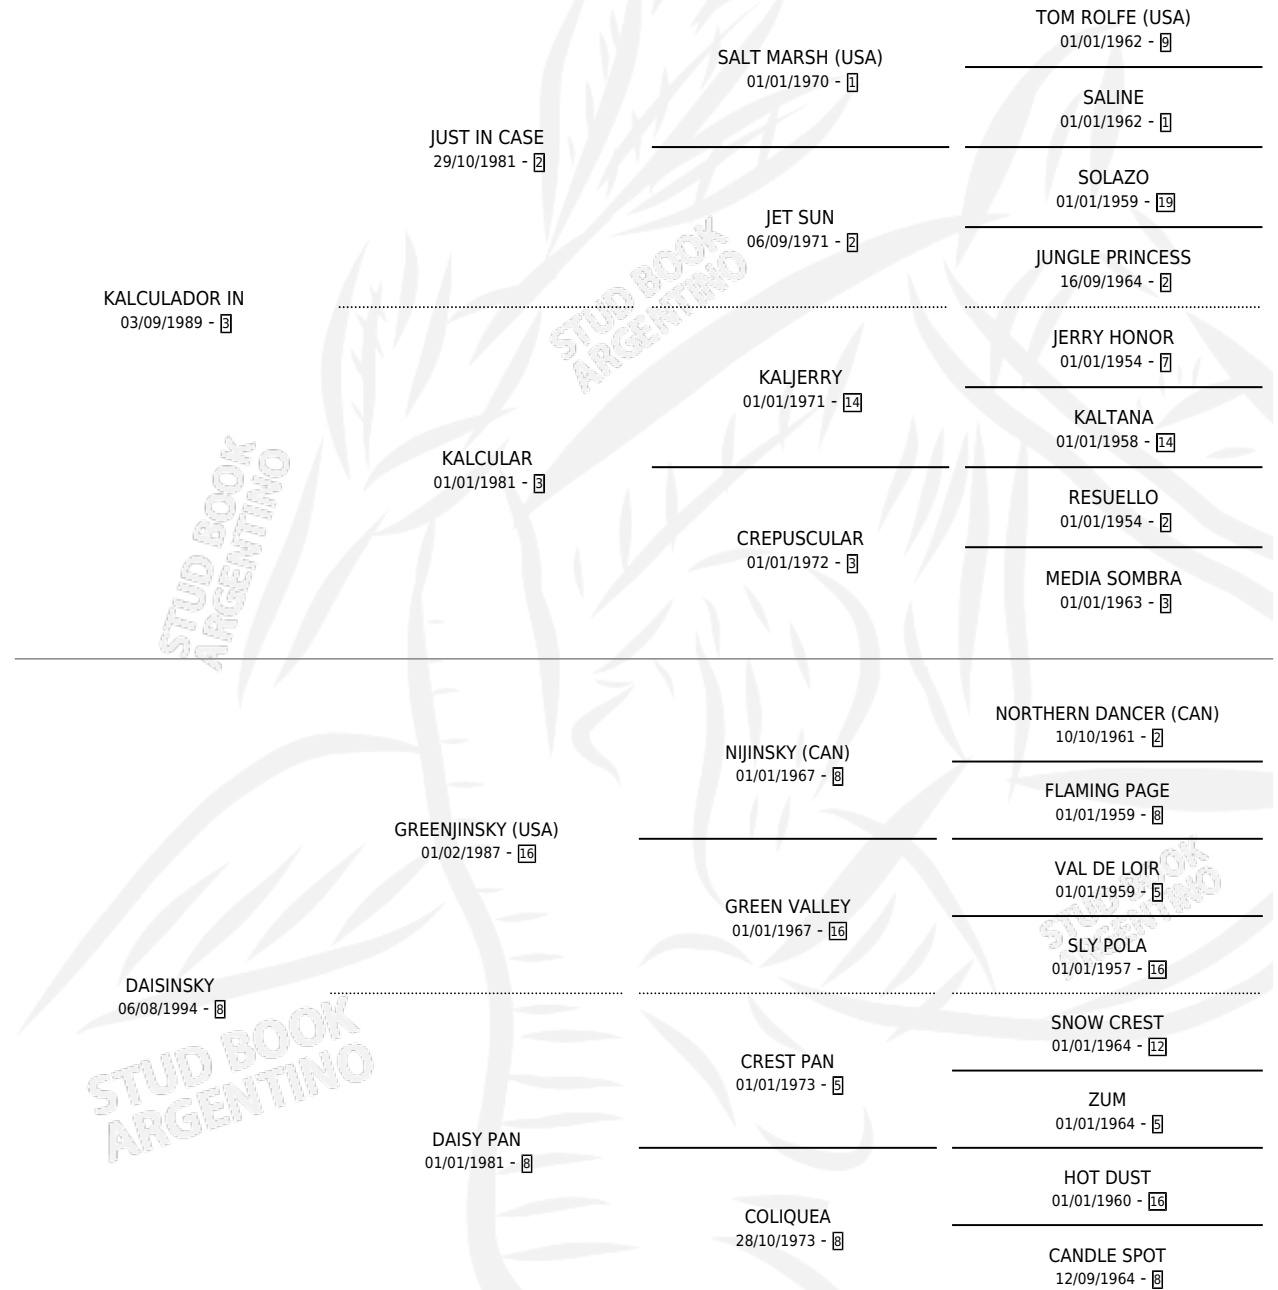 TOM ROLFE (USA)
01/01/1962 - 9
SALT MARSH (USA)
01/01/1970 - 1
SALINE
01/01/1962 - 1
JUST IN CASE
29/10/1981 - 2
SOLAZO
01/01/1959 - 19
JET SUN
06/09/1971 - 2
JUNGLE PRINCESS
16/09/1964 - 2
KALCULADOR IN
03/09/1989 - 3
JERRY HONOR
01/01/1954 - 7
KALJERRY
01/01/1971 - 14
KALTANA
01/01/1958 - 14
KALCULAR
01/01/1981 - 3
RESUELLO
01/01/1954 - 2
CREPUSCULAR
01/01/1972 - 3
MEDIA SOMBRA
01/01/1963 - 3
NORTHERN DANCER (CAN)
10/10/1961 - 2
NIJINSKY (CAN)
01/01/1967 - 8
FLAMING PAGE
01/01/1959 - 8
GREENJINSKY (USA)
01/02/1987 - 16
VAL DE LOIR
01/01/1959 - 5
GREEN VALLEY
01/01/1967 - 16
SLY POLA
01/01/1957 - 16
DAISINSKY
06/08/1994 - 8
SNOW CREST
01/01/1964 - 12
CREST PAN
01/01/1973 - 5
ZUM
01/01/1964 - 5
DAISY PAN
01/01/1981 - 8
HOT DUST
01/01/1960 - 16
COLIQUEA
28/10/1973 - 8
CANDLE SPOT
12/09/1964 - 8
STUD BOOK
ARGENTINO
STUD BOOK
ARGENTINO
STUD BOOK
ARGENTINO
STUD BOOK
ARGENTINO